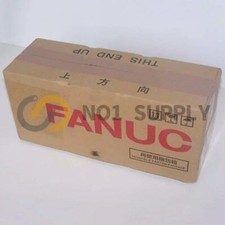 THIS END UP
上方向
NO1 SUPPLY
FANUC